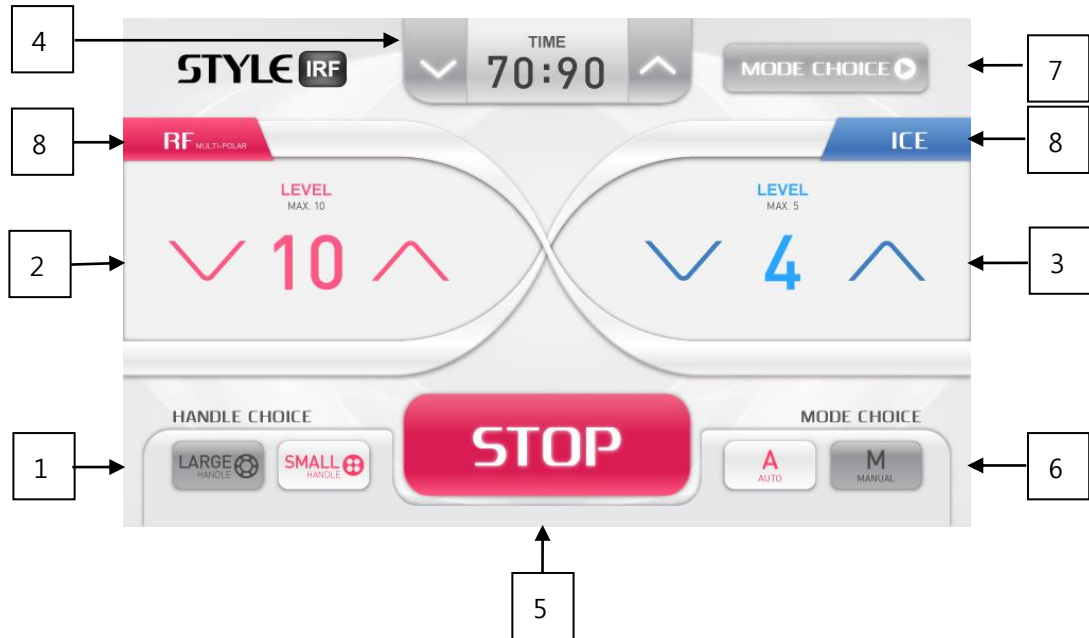 4
STYLE IRF
TIME
70:90
MODE CHOICE
7
8
RF MULTI-POLAR
ICE
8
LEVEL
MAX. 10
LEVEL
MAX. 5
2
10
4
3
HANDLE CHOICE
MODE CHOICE
1
LARGE
HANDLE
SMALL
HANDLE
STOP
A
AUTO
M
MANUAL
6
5